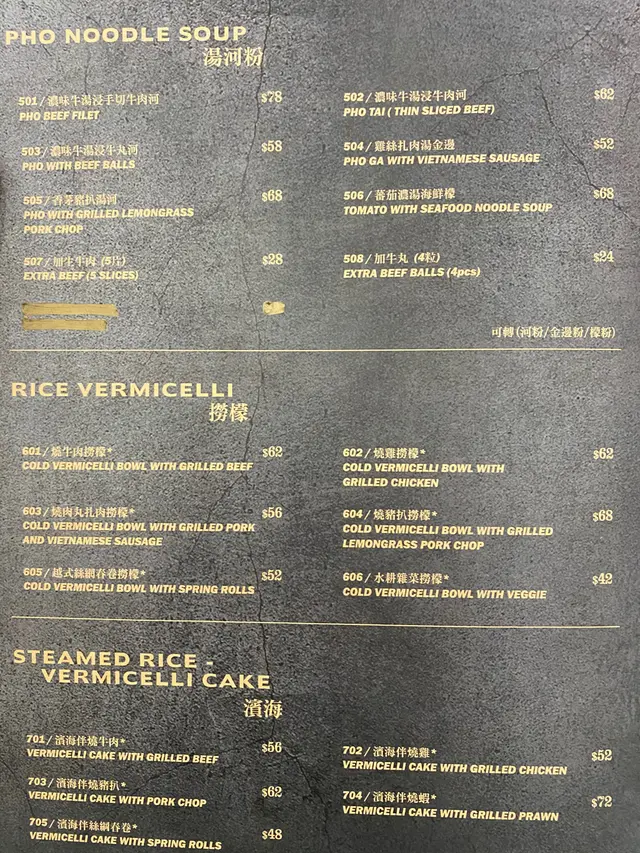 PHO NOODLE SOUP
湯河粉
501 / 濃味牛湯浸手切牛肉河 $78
PHO BEEF FILET
502 / 濃味牛湯浸牛肉河 $62
PHO TAI ( THIN SLICED BEEF)
503 / 濃味牛湯浸牛丸河 $58
PHO WITH BEEF BALLS
504 / 雞絲扎肉湯金邊 $52
PHO GA WITH VIETNAMESE SAUSAGE
505 / 香茅豬扒湯河 $68
PHO WITH GRILLED LEMONGRASS
PORK CHOP
506 / 蕃茄濃湯海鮮檬 $68
TOMATO WITH SEAFOOD NOODLE SOUP
507 / 加生牛肉 (5片) $28
EXTRA BEEF (5 SLICES)
508 / 加牛丸 (4粒) $24
EXTRA BEEF BALLS (4pcs)
可轉(河粉/金邊粉/檬粉)
RICE VERMICELLI
撈檬
601 / 燒牛肉撈檬* $62
COLD VERMICELLI BOWL WITH GRILLED BEEF
602 / 燒雞撈檬* $62
COLD VERMICELLI BOWL WITH
GRILLED CHICKEN
603 / 燒肉丸扎肉撈檬* $56
COLD VERMICELLI BOWL WITH GRILLED PORK
AND VIETNAMESE SAUSAGE
604 / 燒豬扒撈檬* $68
COLD VERMICELLI BOWL WITH GRILLED
LEMONGRASS PORK CHOP
605 / 越式絲網春卷撈檬* $52
COLD VERMICELLI BOWL WITH SPRING ROLLS
606 / 水耕雜菜撈檬* $42
COLD VERMICELLI BOWL WITH VEGGIE
STEAMED RICE -
VERMICELLI CAKE
濱海
701 / 濱海伴燒牛肉* $56
VERMICELLI CAKE WITH GRILLED BEEF
702 / 濱海伴燒雞* $52
VERMICELLI CAKE WITH GRILLED CHICKEN
703 / 濱海伴燒豬扒* $62
VERMICELLI CAKE WITH PORK CHOP
704 / 濱海伴燒蝦* $72
VERMICELLI CAKE WITH GRILLED PRAWN
705 / 濱海伴絲網春卷* $48
VERMICELLI CAKE WITH SPRING ROLLS